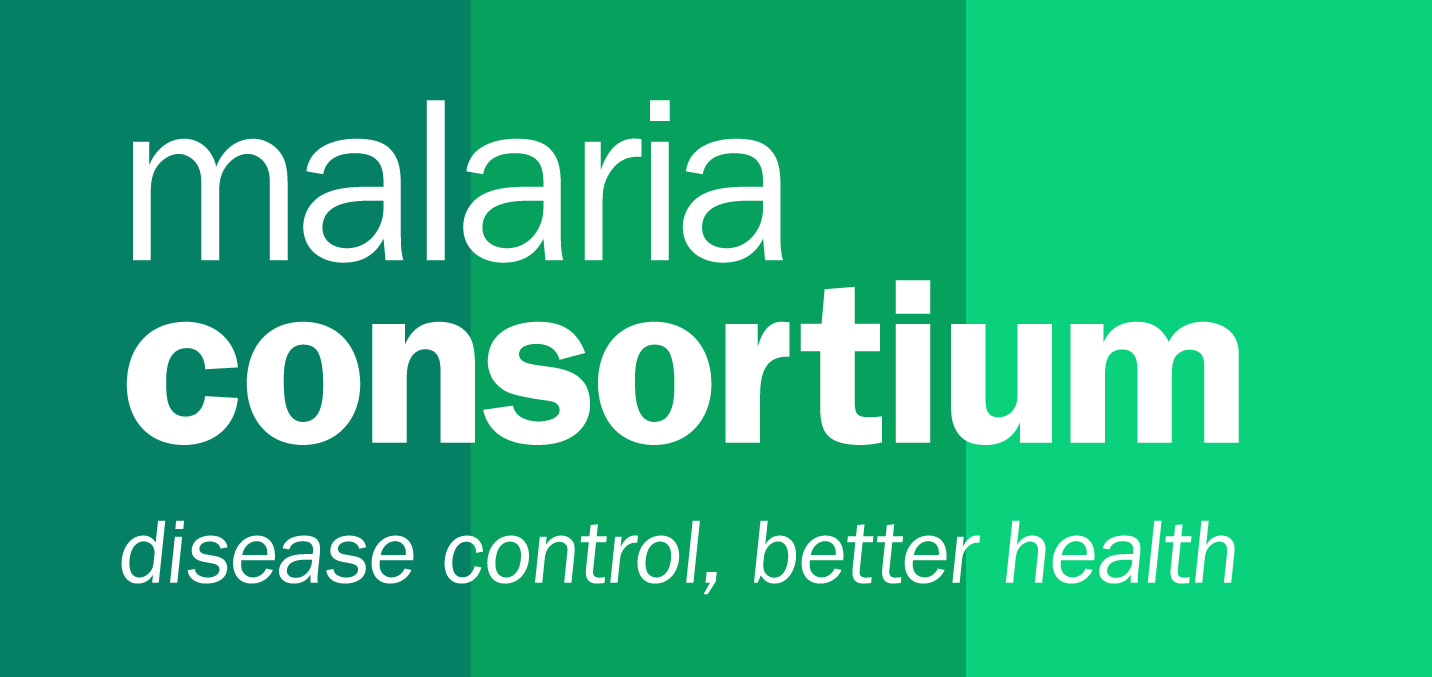 malaria
consortium
disease control, better health